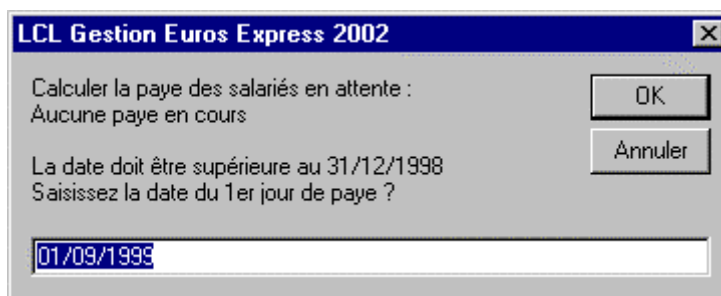 LCL Gestion Euros Express 2002
Calculer la paye des salariés en attente :
Aucune paye en cours
OK
Annuler
La date doit être supérieure au 31/12/1998
Saisissez la date du 1er jour de paye ?
01/09/1999